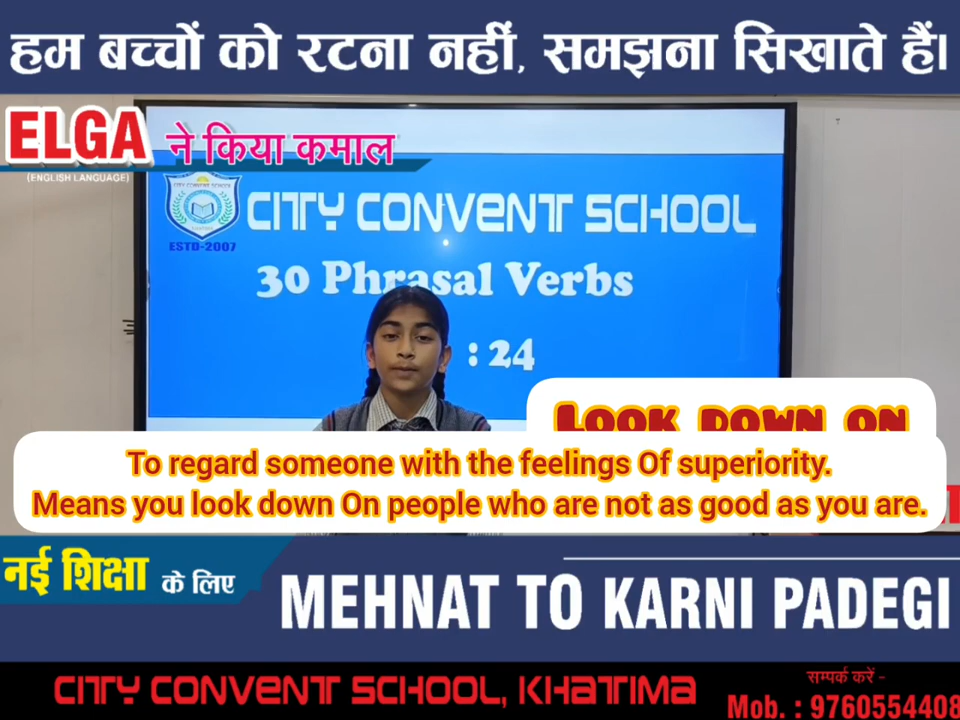 हम बच्चों को रटना नहीं, समझना सिखाते हैं।
ELGA ने किया कमाल
(ENGLISH LANGUAGE)
CITY CONVENT SCHOOL
CITY CONVENT SCHOOL
ESTD-2007
30 Phrasal Verbs
: 24
LOOK DOWN ON
To regard someone with the feelings Of superiority.
Means you look down On people who are not as good as you are.
नई शिक्षा के लिए
MEHNAT TO KARNI PADEGI
CITY CONVENT SCHOOL, KHATIMA
सम्पर्क करें -
Mob. : 9760554408